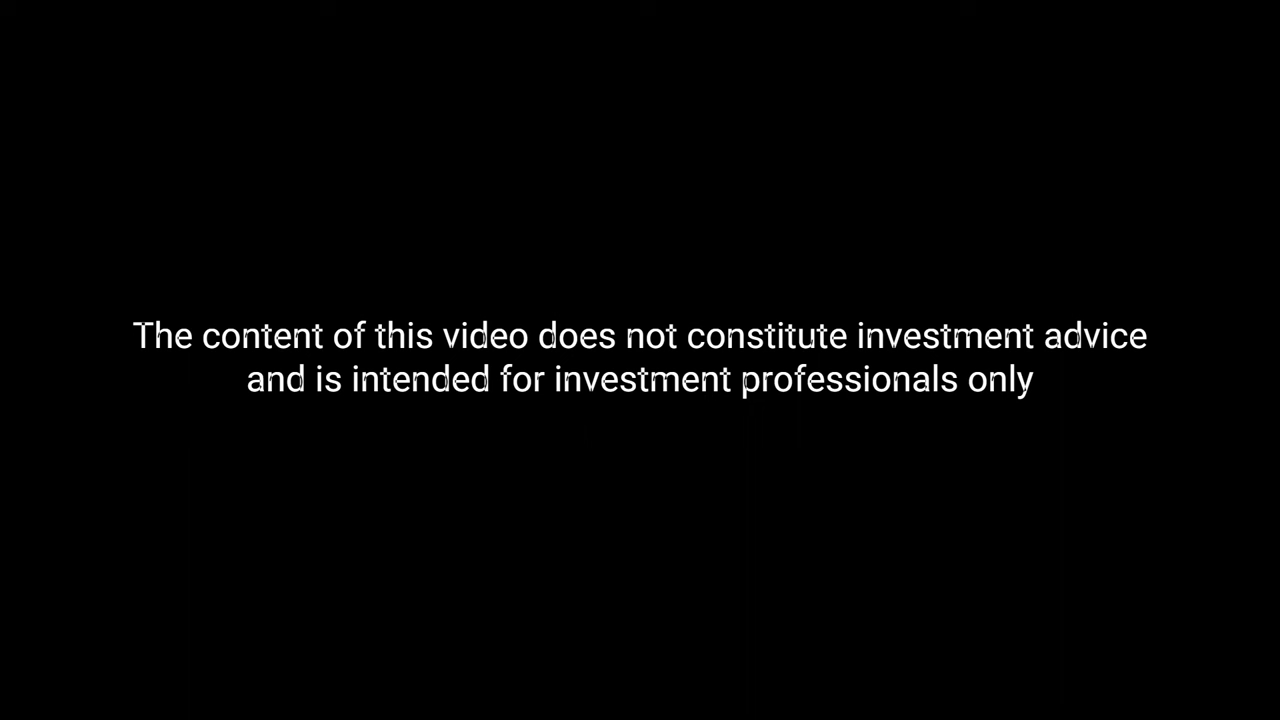 The content of this video does not constitute investment advice
and is intended for investment professionals only